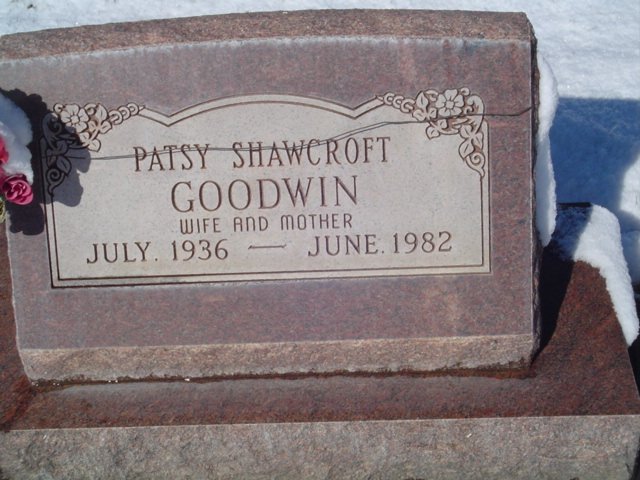 PATSY SHAWCROFT
GOODWIN
WIFE AND MOTHER
JULY. 1936 — JUNE. 1982